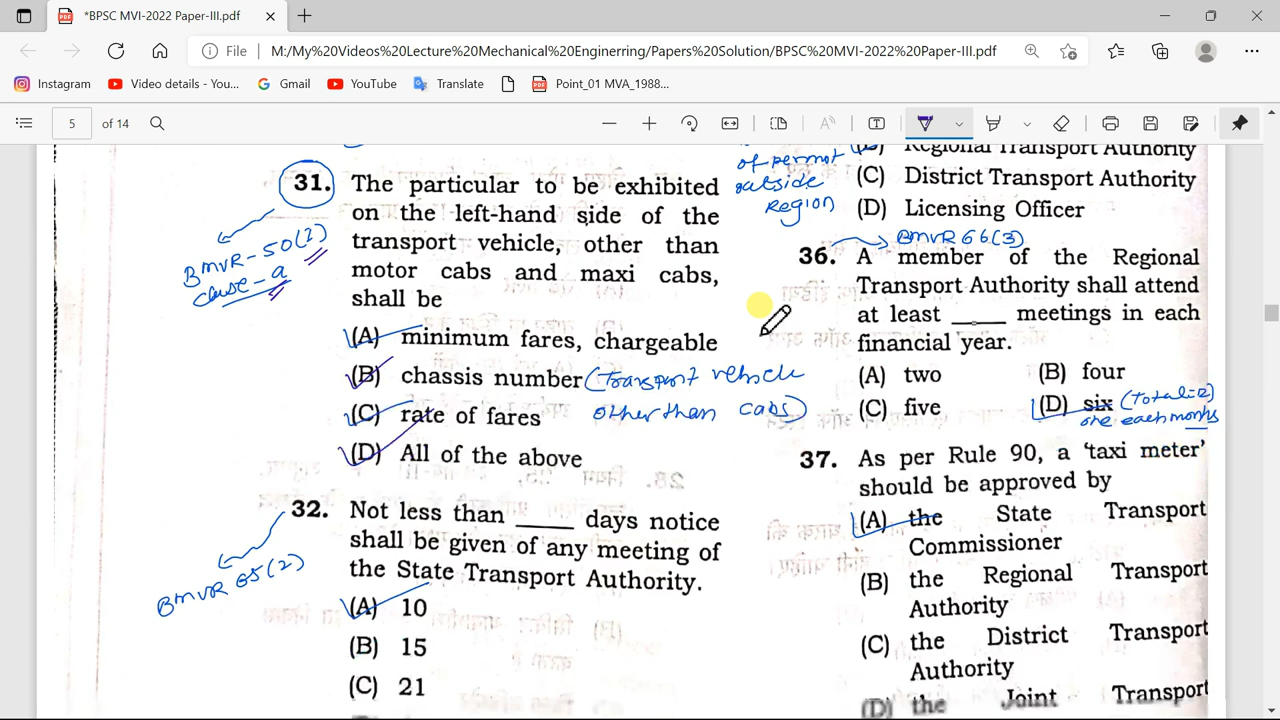 *BPSC MVI-2022 Paper-III.pdf
File
M:/My%20Videos%20Lecture%20Mechanical%20Enginerring/Papers%20Solution/BPSC%20MVI-2022%20Paper-III.pdf
Instagram
Video details - You...
Gmail
YouTube
Translate
Point_01 MVA_1988...
5 of 14
31. The particular to be exhibited
on the left-hand side of the
transport vehicle, other than
motor cabs and maxi cabs,
shall be
BMVR-50(1)
clause-a
(A) minimum fares, chargeable
(B) chassis number (transport vehicle
(C) rate of fares other than cabs)
(D) All of the above
32. Not less than ____ days notice
shall be given of any meeting of
the State Transport Authority.
BMVR 65(2)
(A) 10
(B) 15
(C) 21
of permot
outside
Region
Regional Transport Authority
(C) District Transport Authority
(D) Licensing Officer
BMVR 66(3)
36. A member of the Regional
Transport Authority shall attend
at least ____ meetings in each
financial year.
(A) two
(B) four
(C) five
(D) six (Total=12)
one each months
37. As per Rule 90, a 'taxi meter'
should be approved by
(A) the State Transport
Commissioner
(B) the Regional Transport
Authority
(C) the District Transport
Authority
(D) the Joint Transport